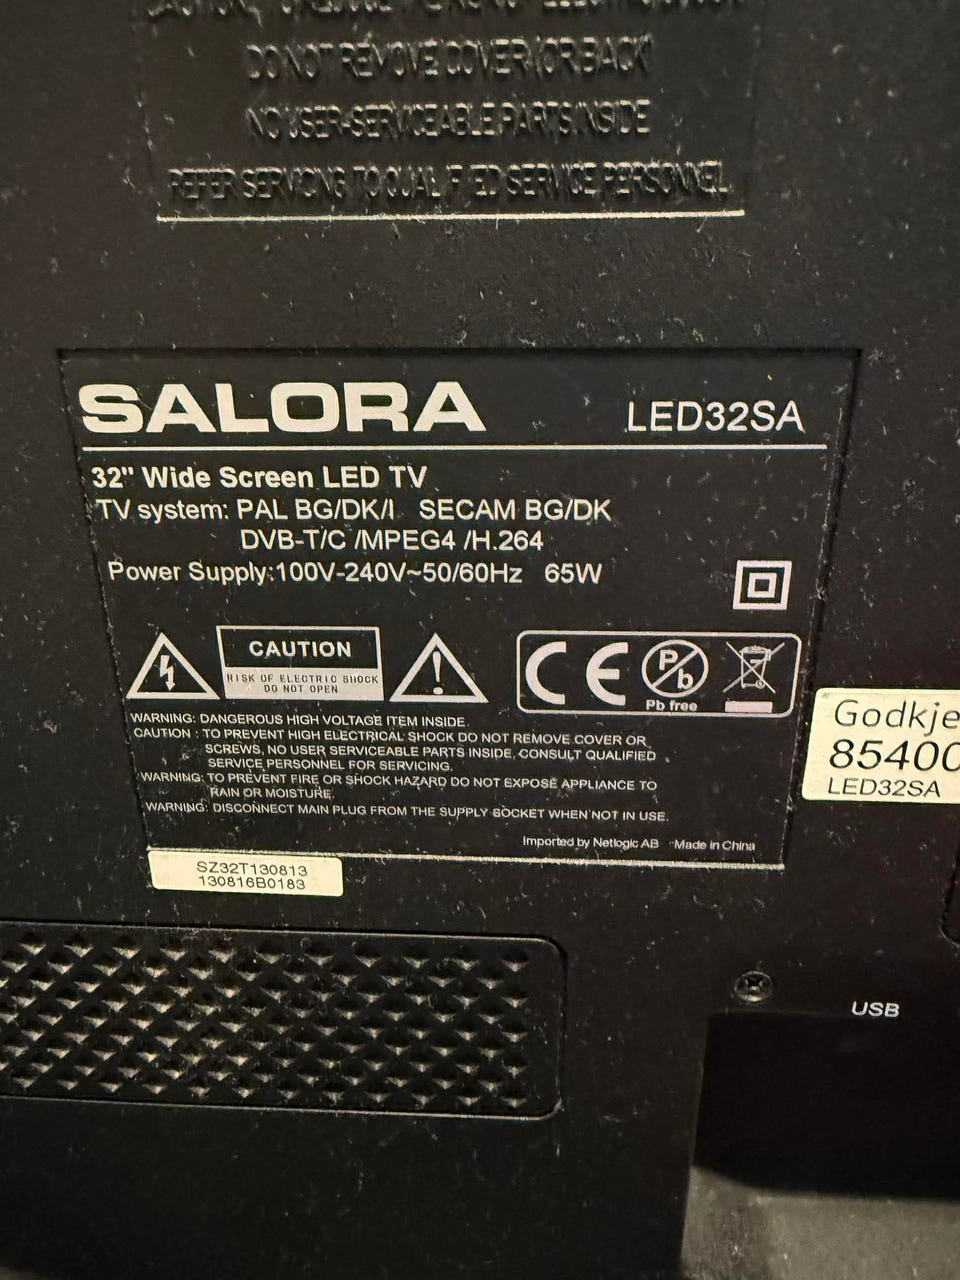 DO NOT REMOVE COVER (OR BACK)
NO USER-SERVICEABLE PARTS INSIDE
REFER SERVICING TO QUALIFIED SERVICE PERSONNEL
SALORA LED32SA
32" Wide Screen LED TV
TV system: PAL BG/DK/I SECAM BG/DK
DVB-T/C /MPEG4 /H.264
Power Supply:100V-240V~50/60Hz 65W
CAUTION
RISK OF ELECTRIC SHOCK
DO NOT OPEN
CE
Pb
Pb free
WARNING: DANGEROUS HIGH VOLTAGE ITEM INSIDE.
CAUTION : TO PREVENT HIGH ELECTRICAL SHOCK DO NOT REMOVE COVER OR
SCREWS, NO USER SERVICEABLE PARTS INSIDE, CONSULT QUALIFIED
SERVICE PERSONNEL FOR SERVICING.
WARNING: TO PREVENT FIRE OR SHOCK HAZARD DO NOT EXPOSE APPLIANCE TO
RAIN OR MOISTURE.
WARNING: DISCONNECT MAIN PLUG FROM THE SUPPLY SOCKET WHEN NOT IN USE.
Imported by Netlogic AB Made in China
Godkje
85400
LED32SA
SZ32T130813
130816B0183
USB